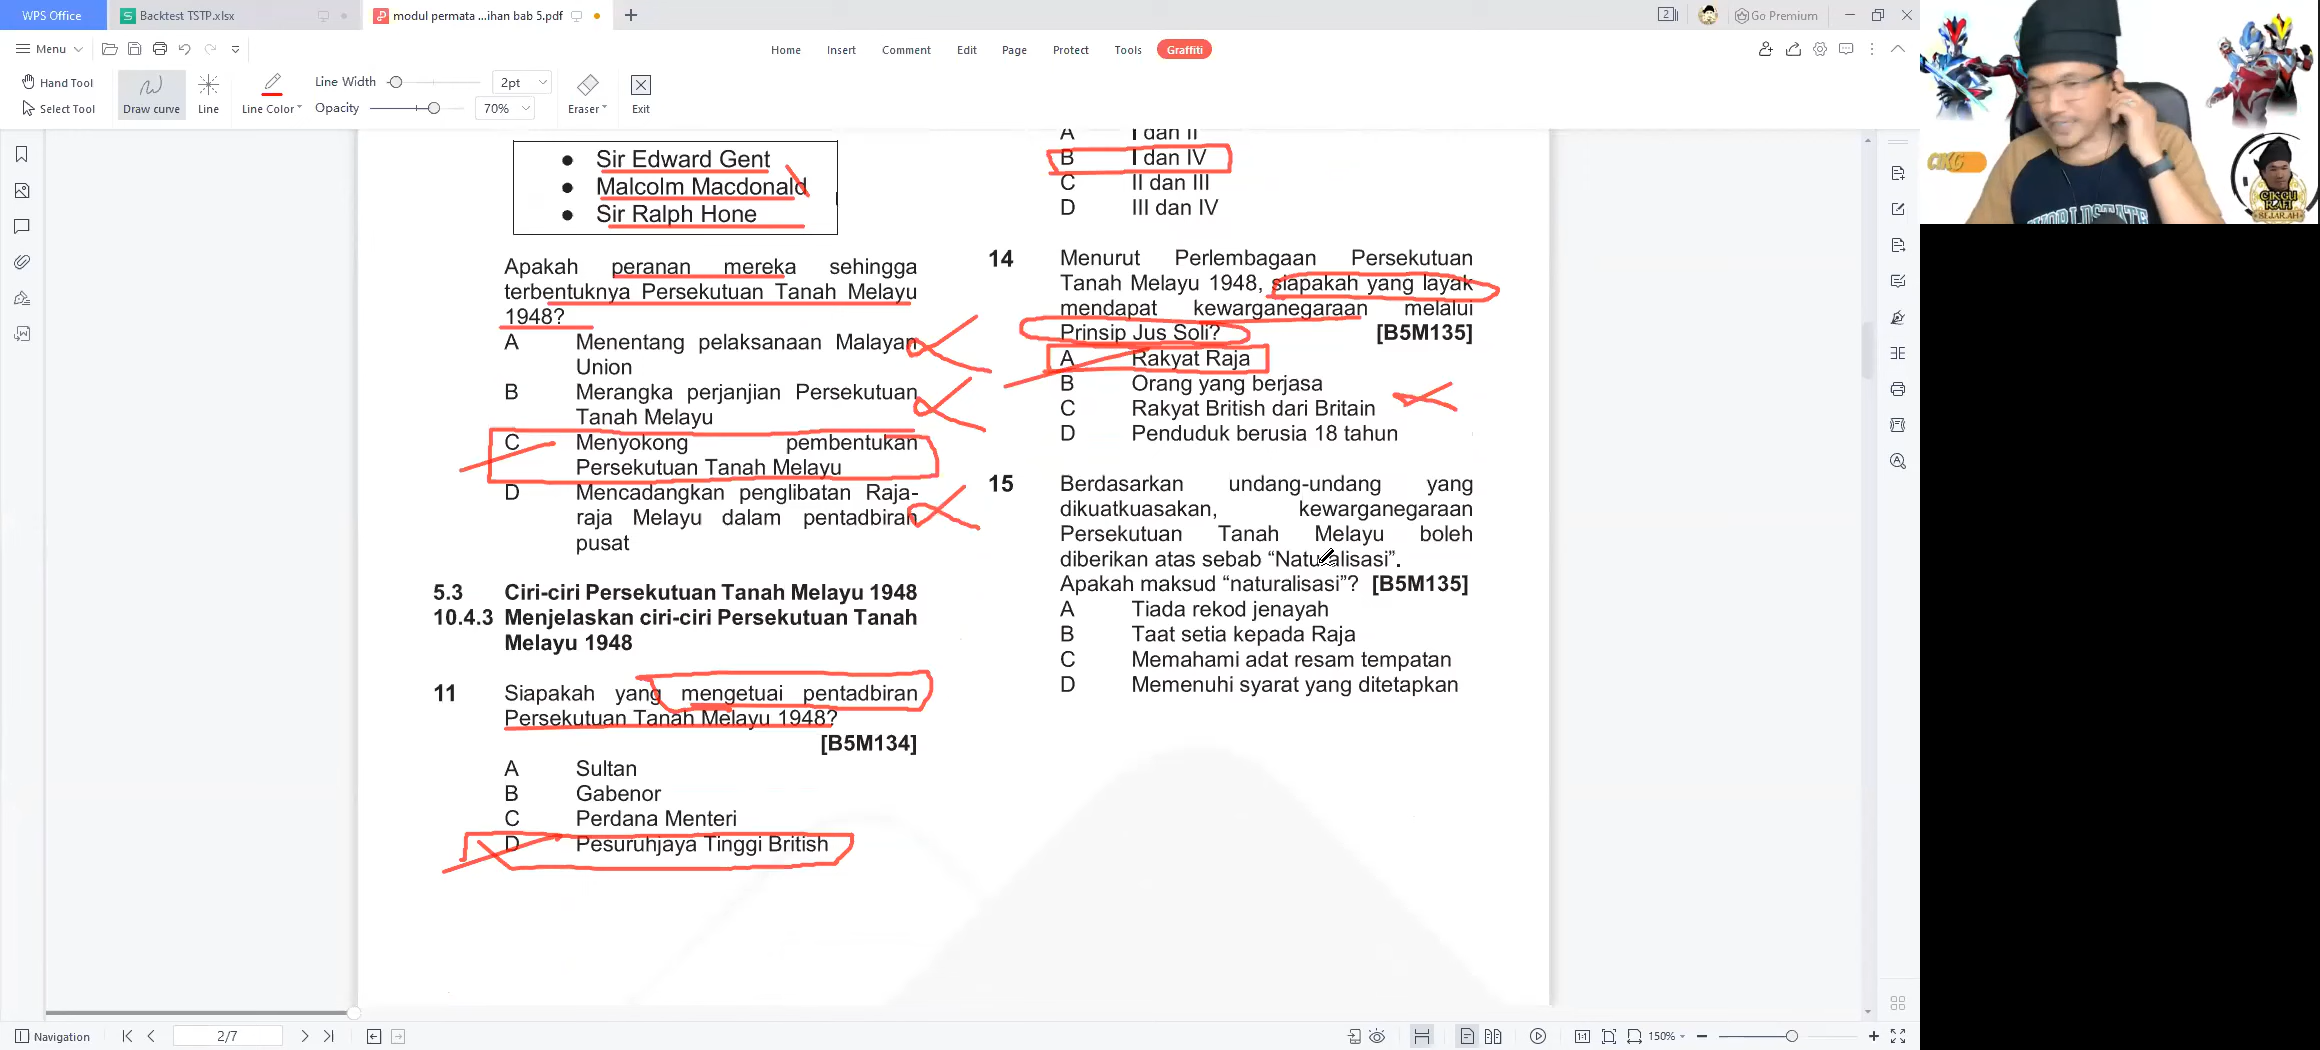 WPS Office
Backtest TSTP.xlsx
modul permata ...ihan bab 5.pdf
Go Premium
Menu
Home
Insert
Comment
Edit
Page
Protect
Tools
Graffiti
Hand Tool
Select Tool
Draw curve
Line
Line Color
Line Width
2pt
Opacity
70%
Eraser
Exit
● Sir Edward Gent
● Malcolm Macdonald
● Sir Ralph Hone
Apakah peranan mereka sehingga
terbentuknya Persekutuan Tanah Melayu
1948?
A Menentang pelaksanaan Malayan
Union
B Merangka perjanjian Persekutuan
Tanah Melayu
C Menyokong pembentukan
Persekutuan Tanah Melayu
D Mencadangkan penglibatan Raja-
raja Melayu dalam pentadbiran
pusat
5.3 Ciri-ciri Persekutuan Tanah Melayu 1948
10.4.3 Menjelaskan ciri-ciri Persekutuan Tanah
Melayu 1948
11 Siapakah yang mengetuai pentadbiran
Persekutuan Tanah Melayu 1948?
[B5M134]
A Sultan
B Gabenor
C Perdana Menteri
D Pesuruhjaya Tinggi British
A I dan II
B I dan IV
C II dan III
D III dan IV
14 Menurut Perlembagaan Persekutuan
Tanah Melayu 1948, siapakah yang layak
mendapat kewarganegaraan melalui
Prinsip Jus Soli? [B5M135]
A Rakyat Raja
B Orang yang berjasa
C Rakyat British dari Britain
D Penduduk berusia 18 tahun
15 Berdasarkan undang-undang yang
dikuatkuasakan, kewarganegaraan
Persekutuan Tanah Melayu boleh
diberikan atas sebab “Naturalisasi”.
Apakah maksud “naturalisasi”? [B5M135]
A Tiada rekod jenayah
B Taat setia kepada Raja
C Memahami adat resam tempatan
D Memenuhi syarat yang ditetapkan
CIKG
CIKGU
RAFI
SEJARAH
Navigation
2/7
1:1
150%